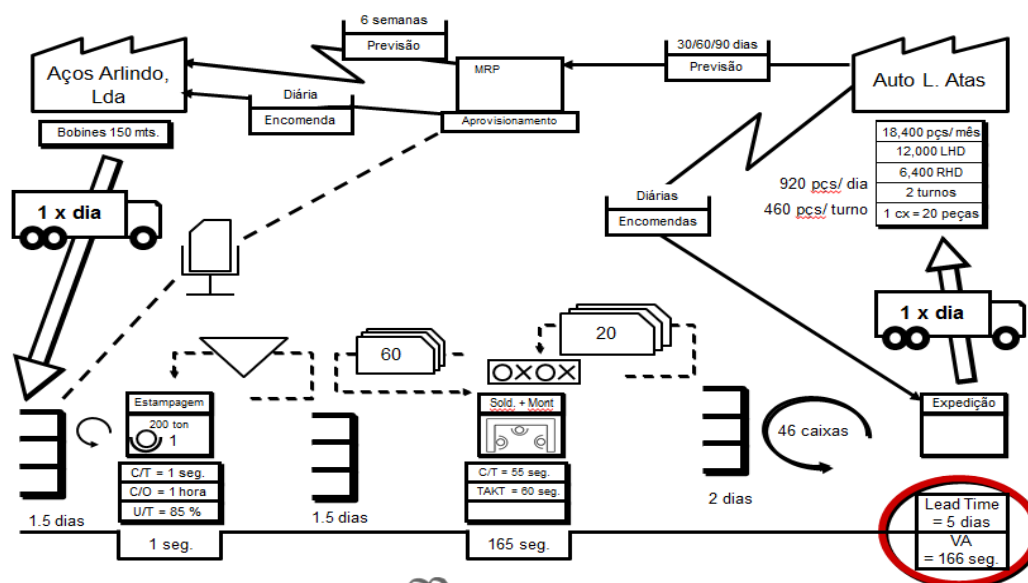 6 semanas
Previsão
30/60/90 dias
Previsão
Aços Arlindo,
Lda
MRP
Auto L. Atas
Diária
Encomenda
Aprovisionamento
Bobines 150 mts.
18,400 pçs/ mês
12,000 LHD
6,400 RHD
2 turnos
1 cx = 20 peças
920 pcs/ dia
460 pcs/ turno
Diárias
Encomendas
1 x dia
1 x dia
20
60
OXOX
Estampagem
200 ton
1
Sold. + Mont
Expedição
46 caixas
C/T = 1 seg.
C/O = 1 hora
U/T = 85 %
C/T = 55 seg.
TAKT = 60 seg.
1.5 dias
1.5 dias
2 dias
Lead Time
= 5 dias
VA
= 166 seg.
1 seg.
165 seg.